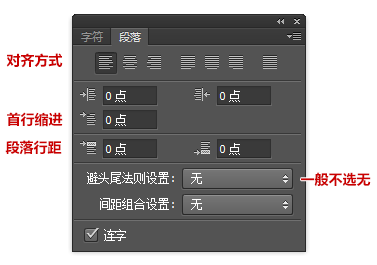 字符 段落
对齐方式
0 点 0 点
首行缩进 0 点
段落行距 0 点 0 点
避头尾法则设置: 无 一般不选无
间距组合设置: 无
连字